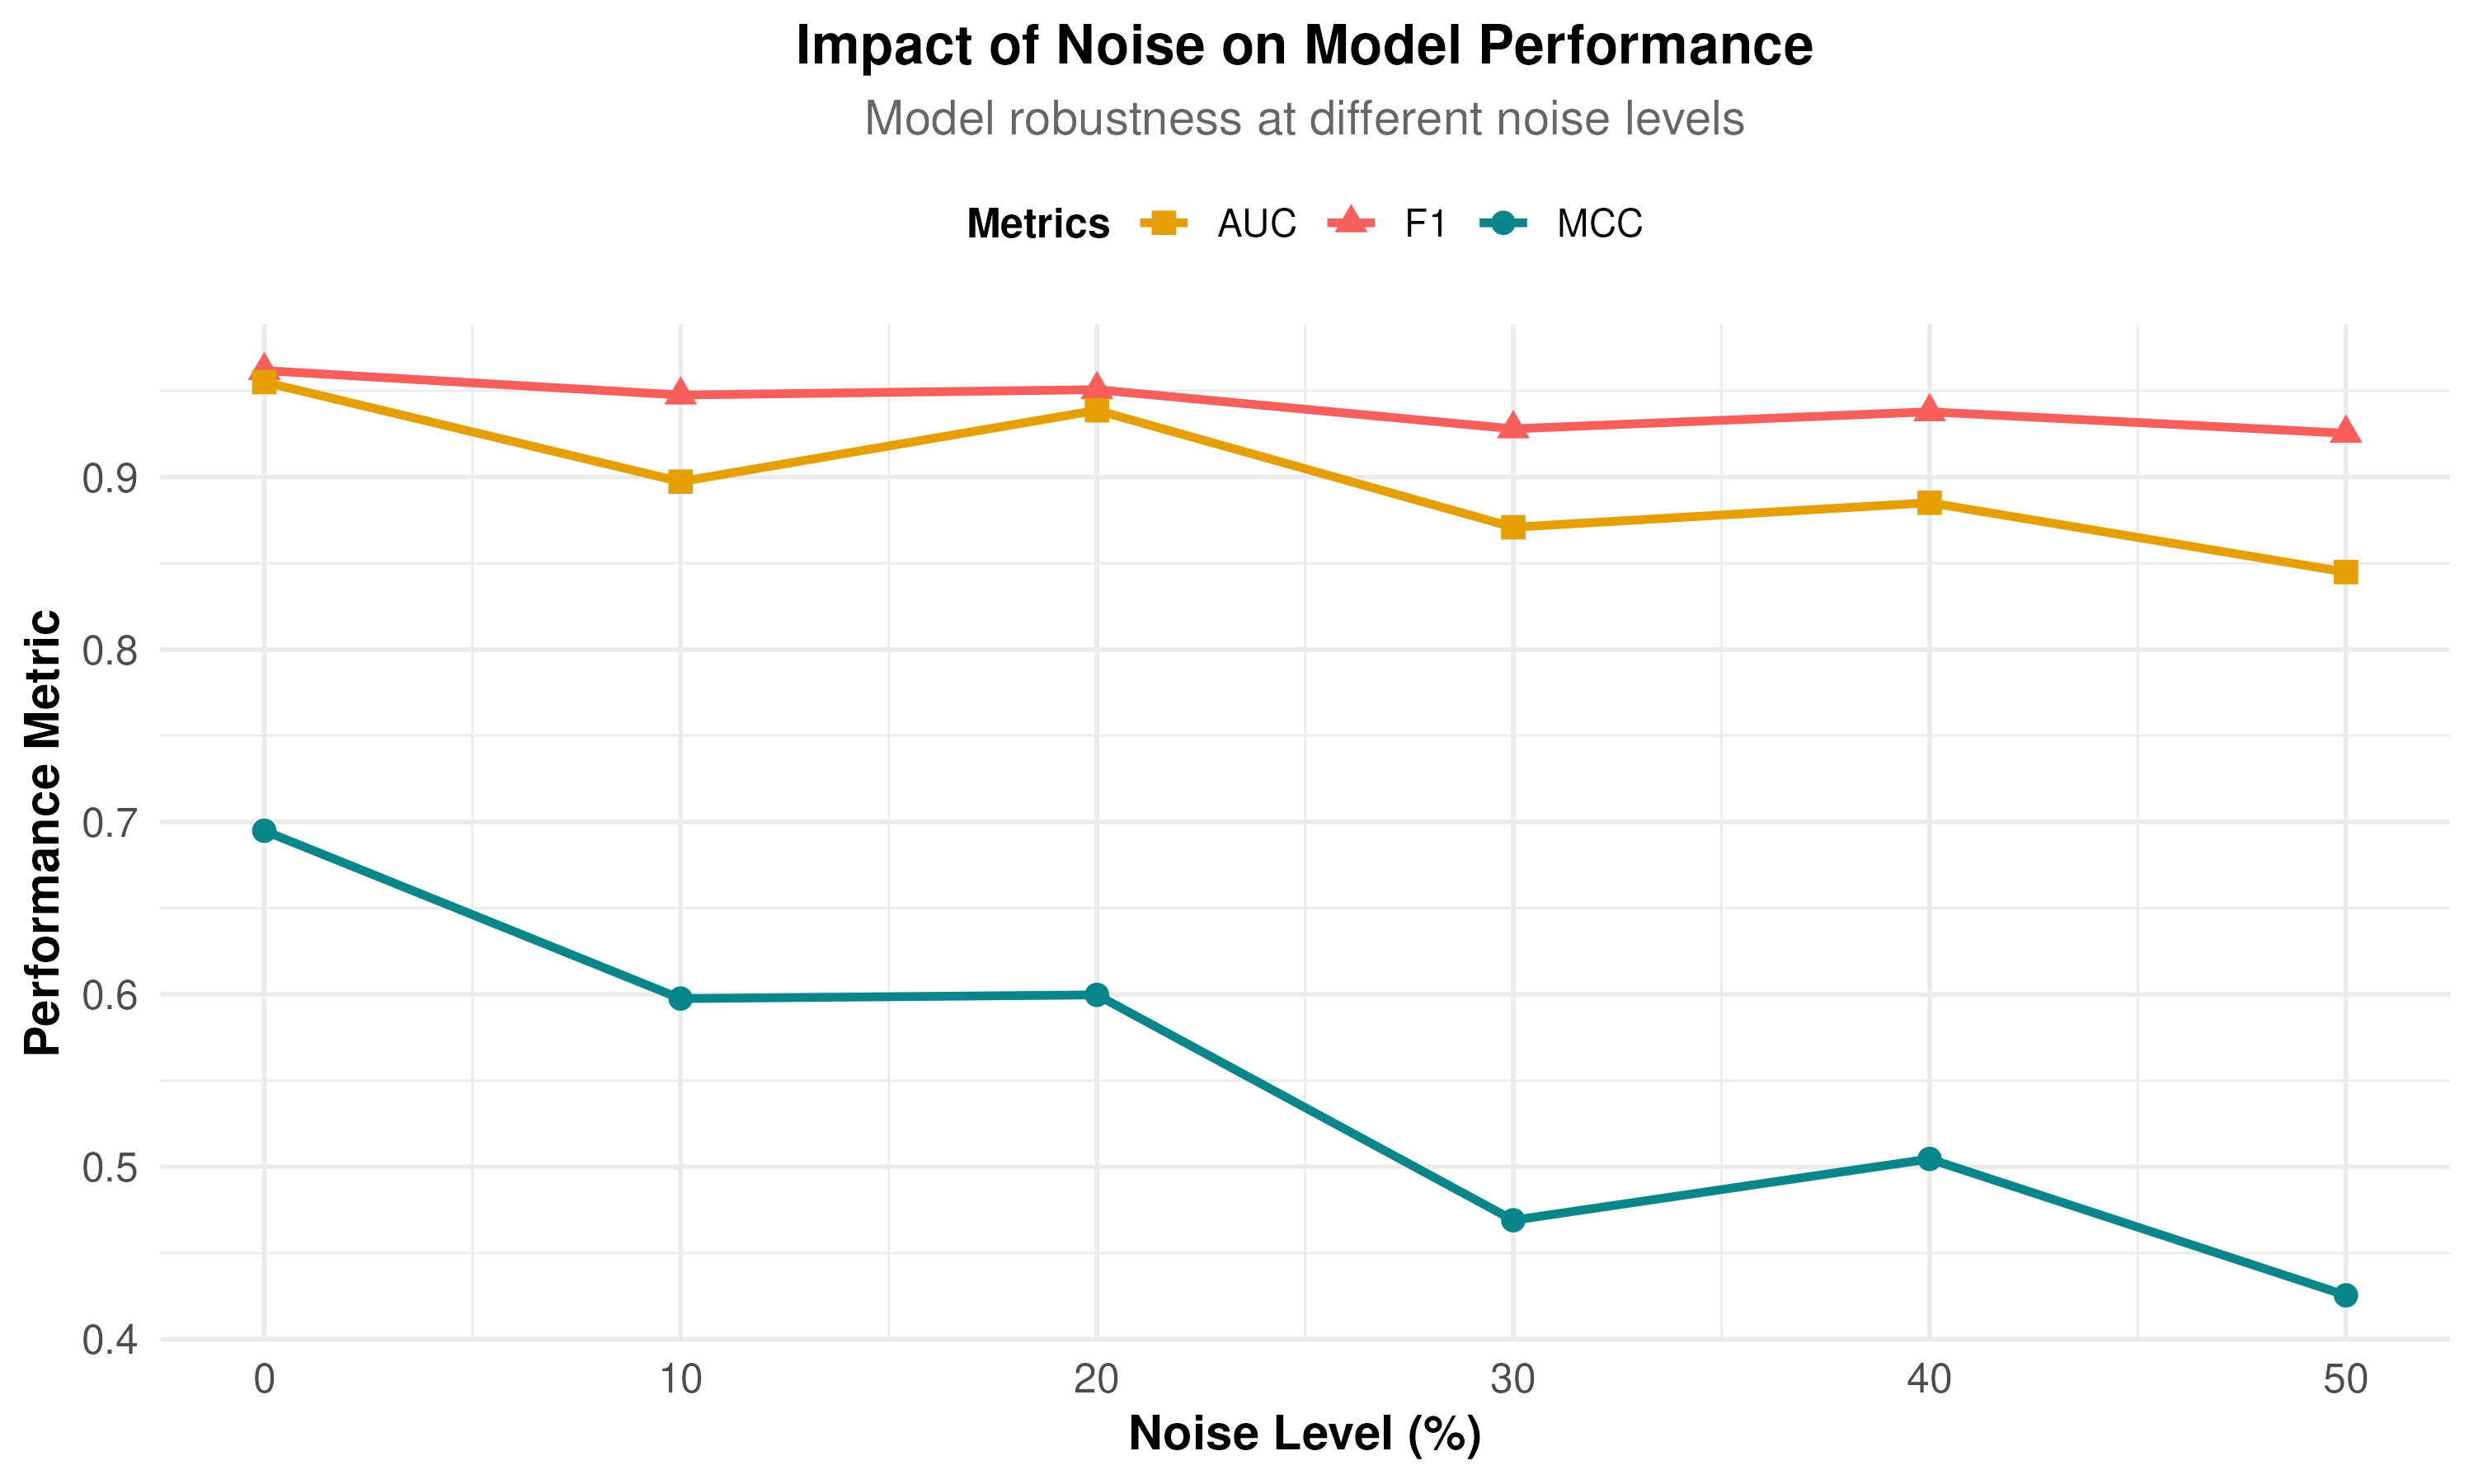 Impact of Noise on Model Performance
Model robustness at different noise levels
Metrics AUC F1 MCC
Performance Metric
0.9
0.8
0.7
0.6
0.5
0.4
0 10 20 30 40 50
Noise Level (%)